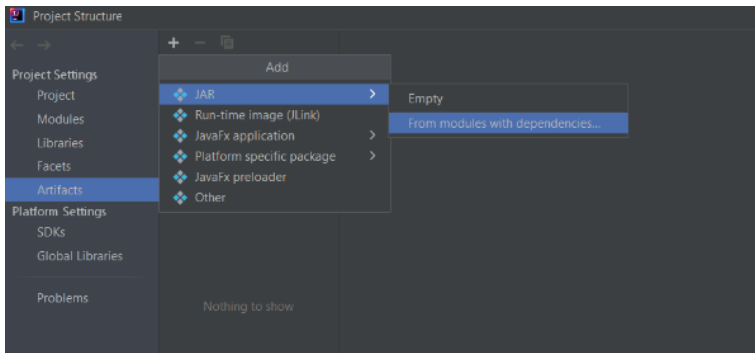 Project Structure
Project Settings
Project
Modules
Libraries
Facets
Artifacts
Platform Settings
SDKs
Global Libraries
Problems
Add
JAR
Run-time image (JLink)
JavaFx application
Platform specific package
JavaFx preloader
Other
Empty
From modules with dependencies...
Nothing to show